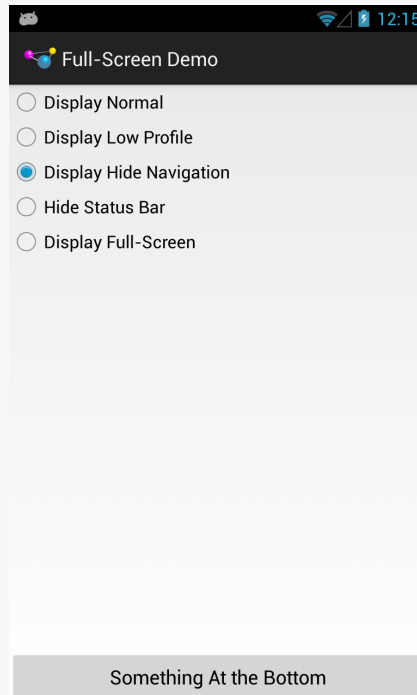 12:15
Full-Screen Demo
Display Normal
Display Low Profile
Display Hide Navigation
Hide Status Bar
Display Full-Screen
Something At the Bottom